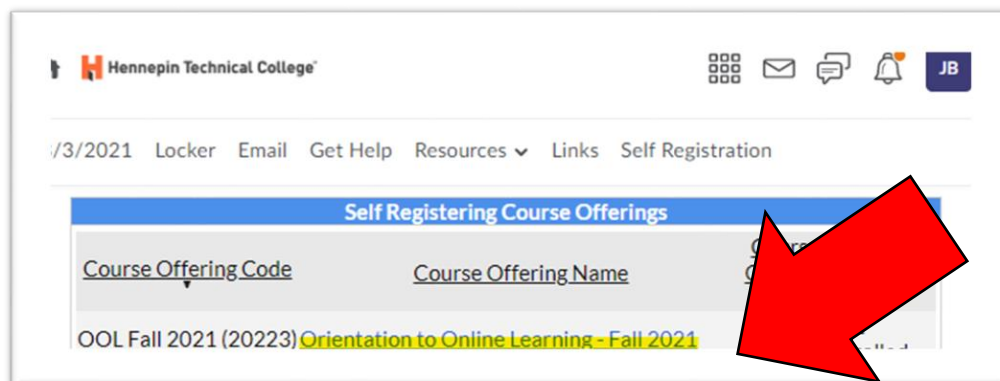 Hennepin Technical College
JB
/3/2021 Locker Email Get Help Resources Links Self Registration
Self Registering Course Offerings
Course Offering Code Course Offering Name
OOL Fall 2021 (20223) Orientation to Online Learning - Fall 2021